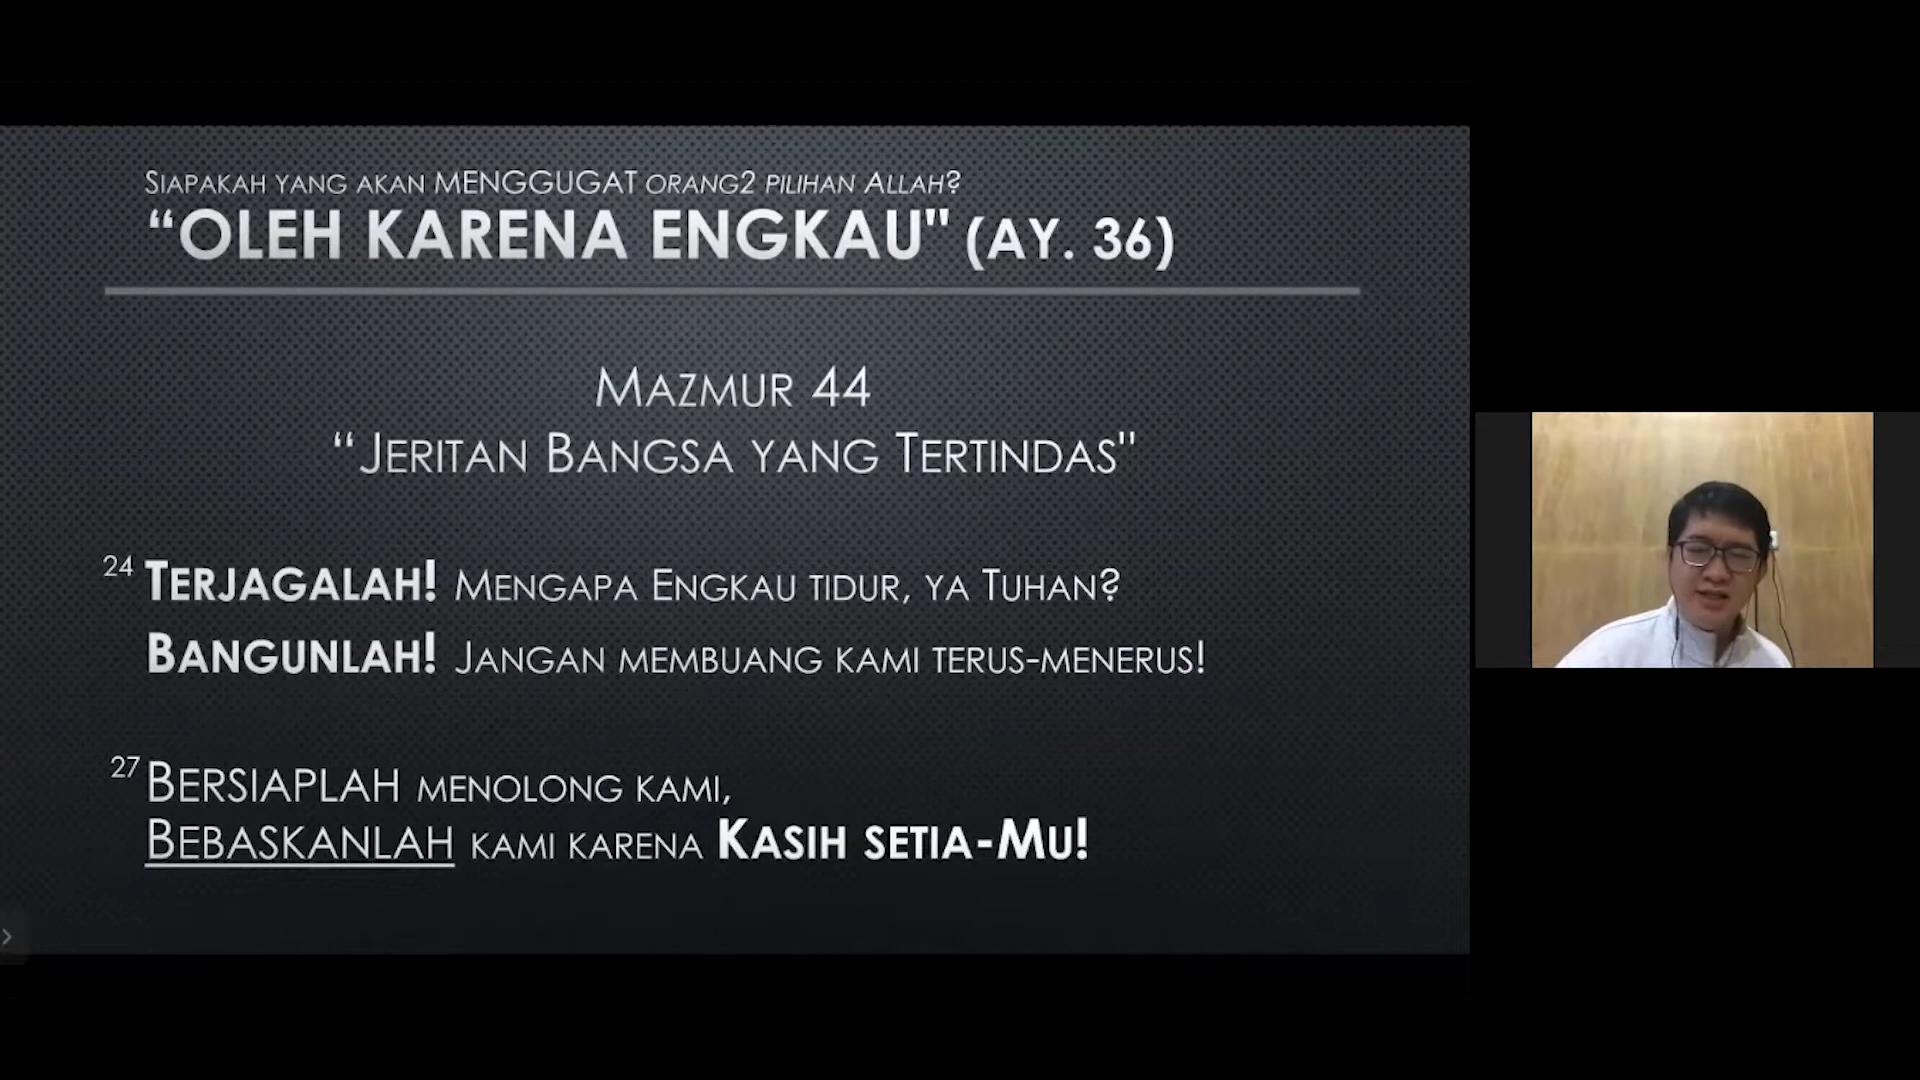 Siapakah yang akan MENGGUGAT orang2 pilihan Allah?
“OLEH KARENA ENGKAU" (AY. 36)
Mazmur 44
“Jeritan Bangsa yang Tertindas"
24 Terjagalah! Mengapa Engkau tidur, ya Tuhan?
Bangunlah! Jangan membuang kami terus-menerus!
27 Bersiaplah menolong kami,
Bebaskanlah kami karena Kasih setia-Mu!